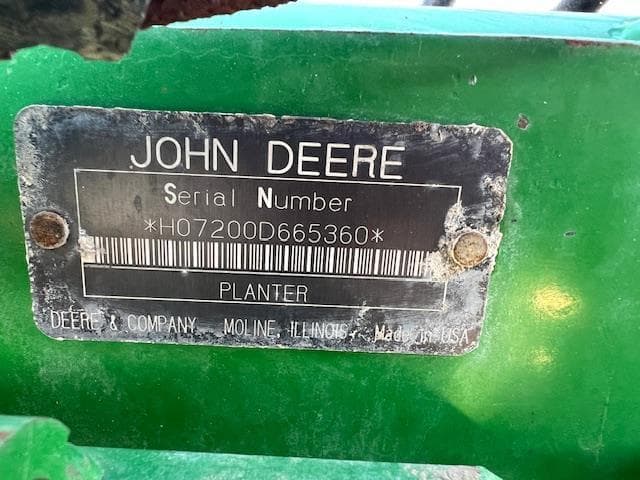 JOHN DEERE
Serial Number
*H07200D665360*
PLANTER
DEERE & COMPANY MOLINE, ILLINOIS, Made in USA